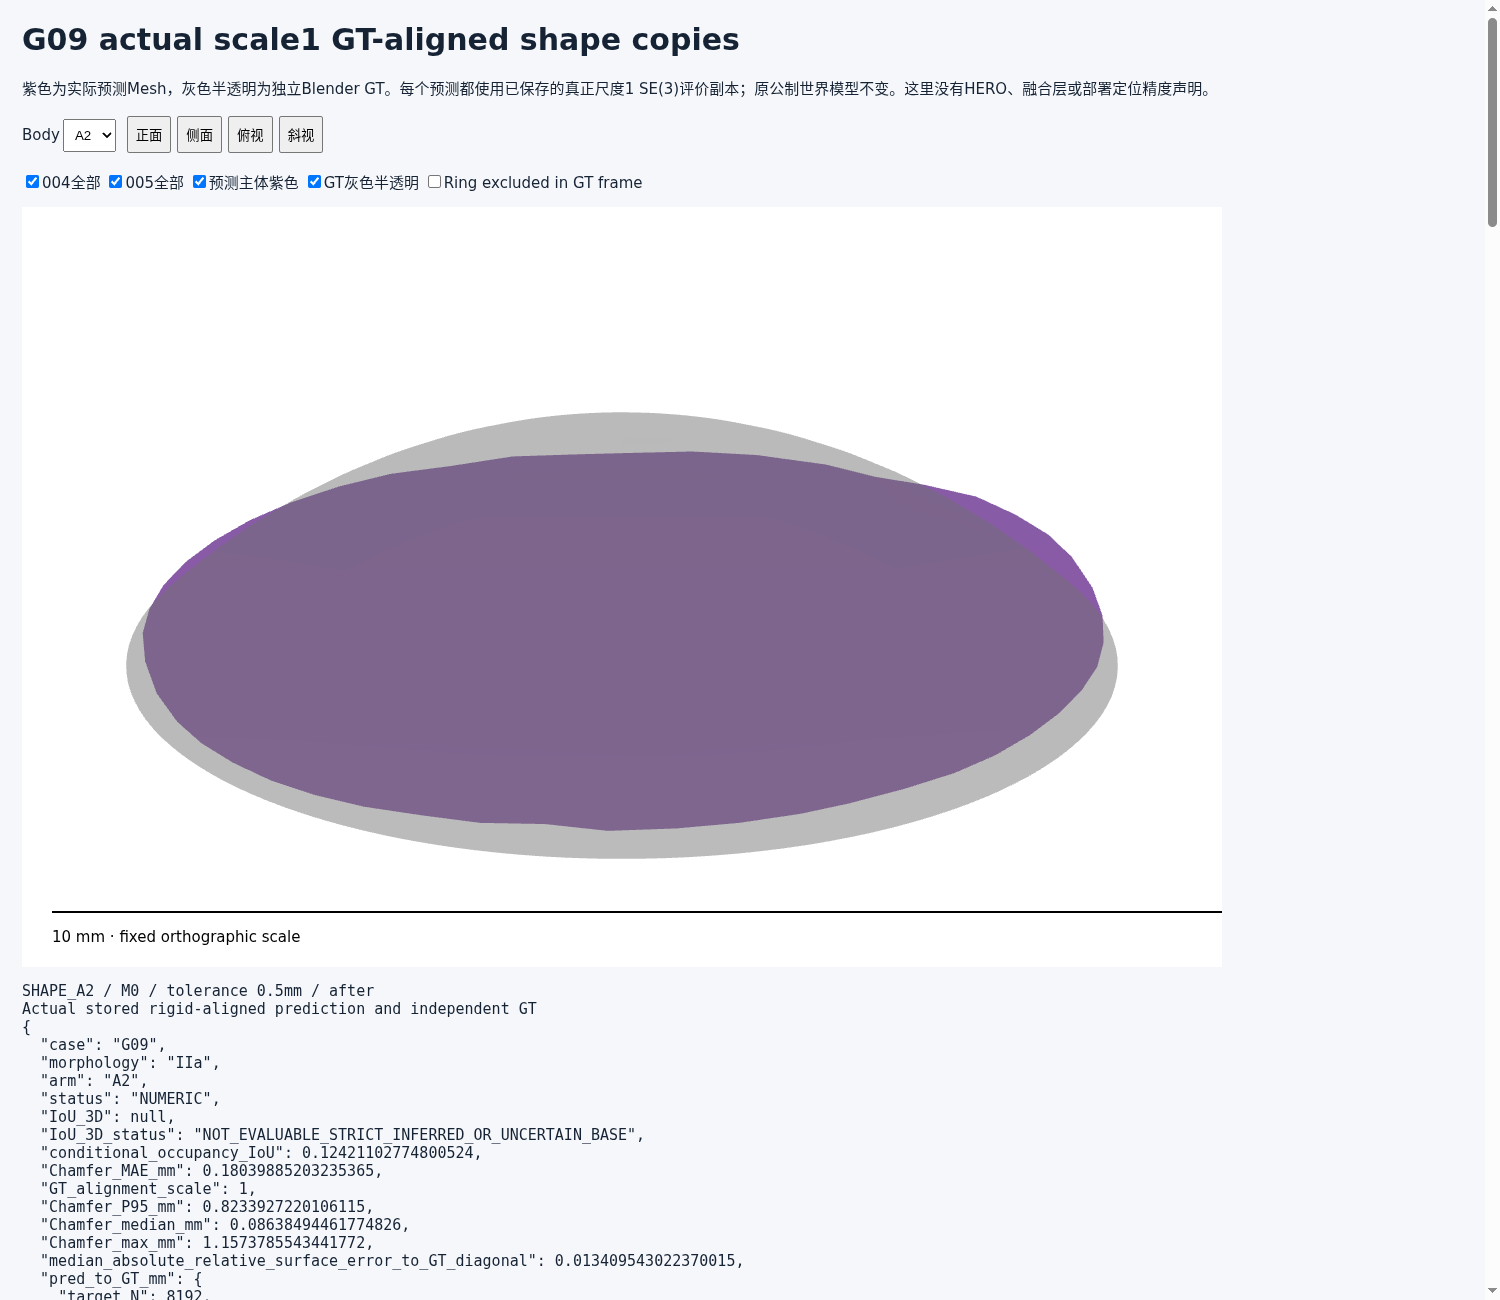 G09 actual scale1 GT-aligned shape copies
紫色为实际预测Mesh，灰色半透明为独立Blender GT。每个预测都使用已保存的真正尺度1 SE(3)评价副本；原公制世界模型不变。这里没有HERO、融合层或部署定位精度声明。
Body A2 正面 侧面 俯视 斜视
004全部 005全部 预测主体紫色 GT灰色半透明 Ring excluded in GT frame
10 mm · fixed orthographic scale
SHAPE_A2 / M0 / tolerance 0.5mm / after
Actual stored rigid-aligned prediction and independent GT
{
"case": "G09",
"morphology": "IIa",
"arm": "A2",
"status": "NUMERIC",
"IoU_3D": null,
"IoU_3D_status": "NOT_EVALUABLE_STRICT_INFERRED_OR_UNCERTAIN_BASE",
"conditional_occupancy_IoU": 0.12421102774800524,
"Chamfer_MAE_mm": 0.18039885203235365,
"GT_alignment_scale": 1,
"Chamfer_P95_mm": 0.8233927220106115,
"Chamfer_median_mm": 0.08638494461774826,
"Chamfer_max_mm": 1.1573785543441772,
"median_absolute_relative_surface_error_to_GT_diagonal": 0.013409543022370015,
"pred_to_GT_mm": {
"target_N": 8192,